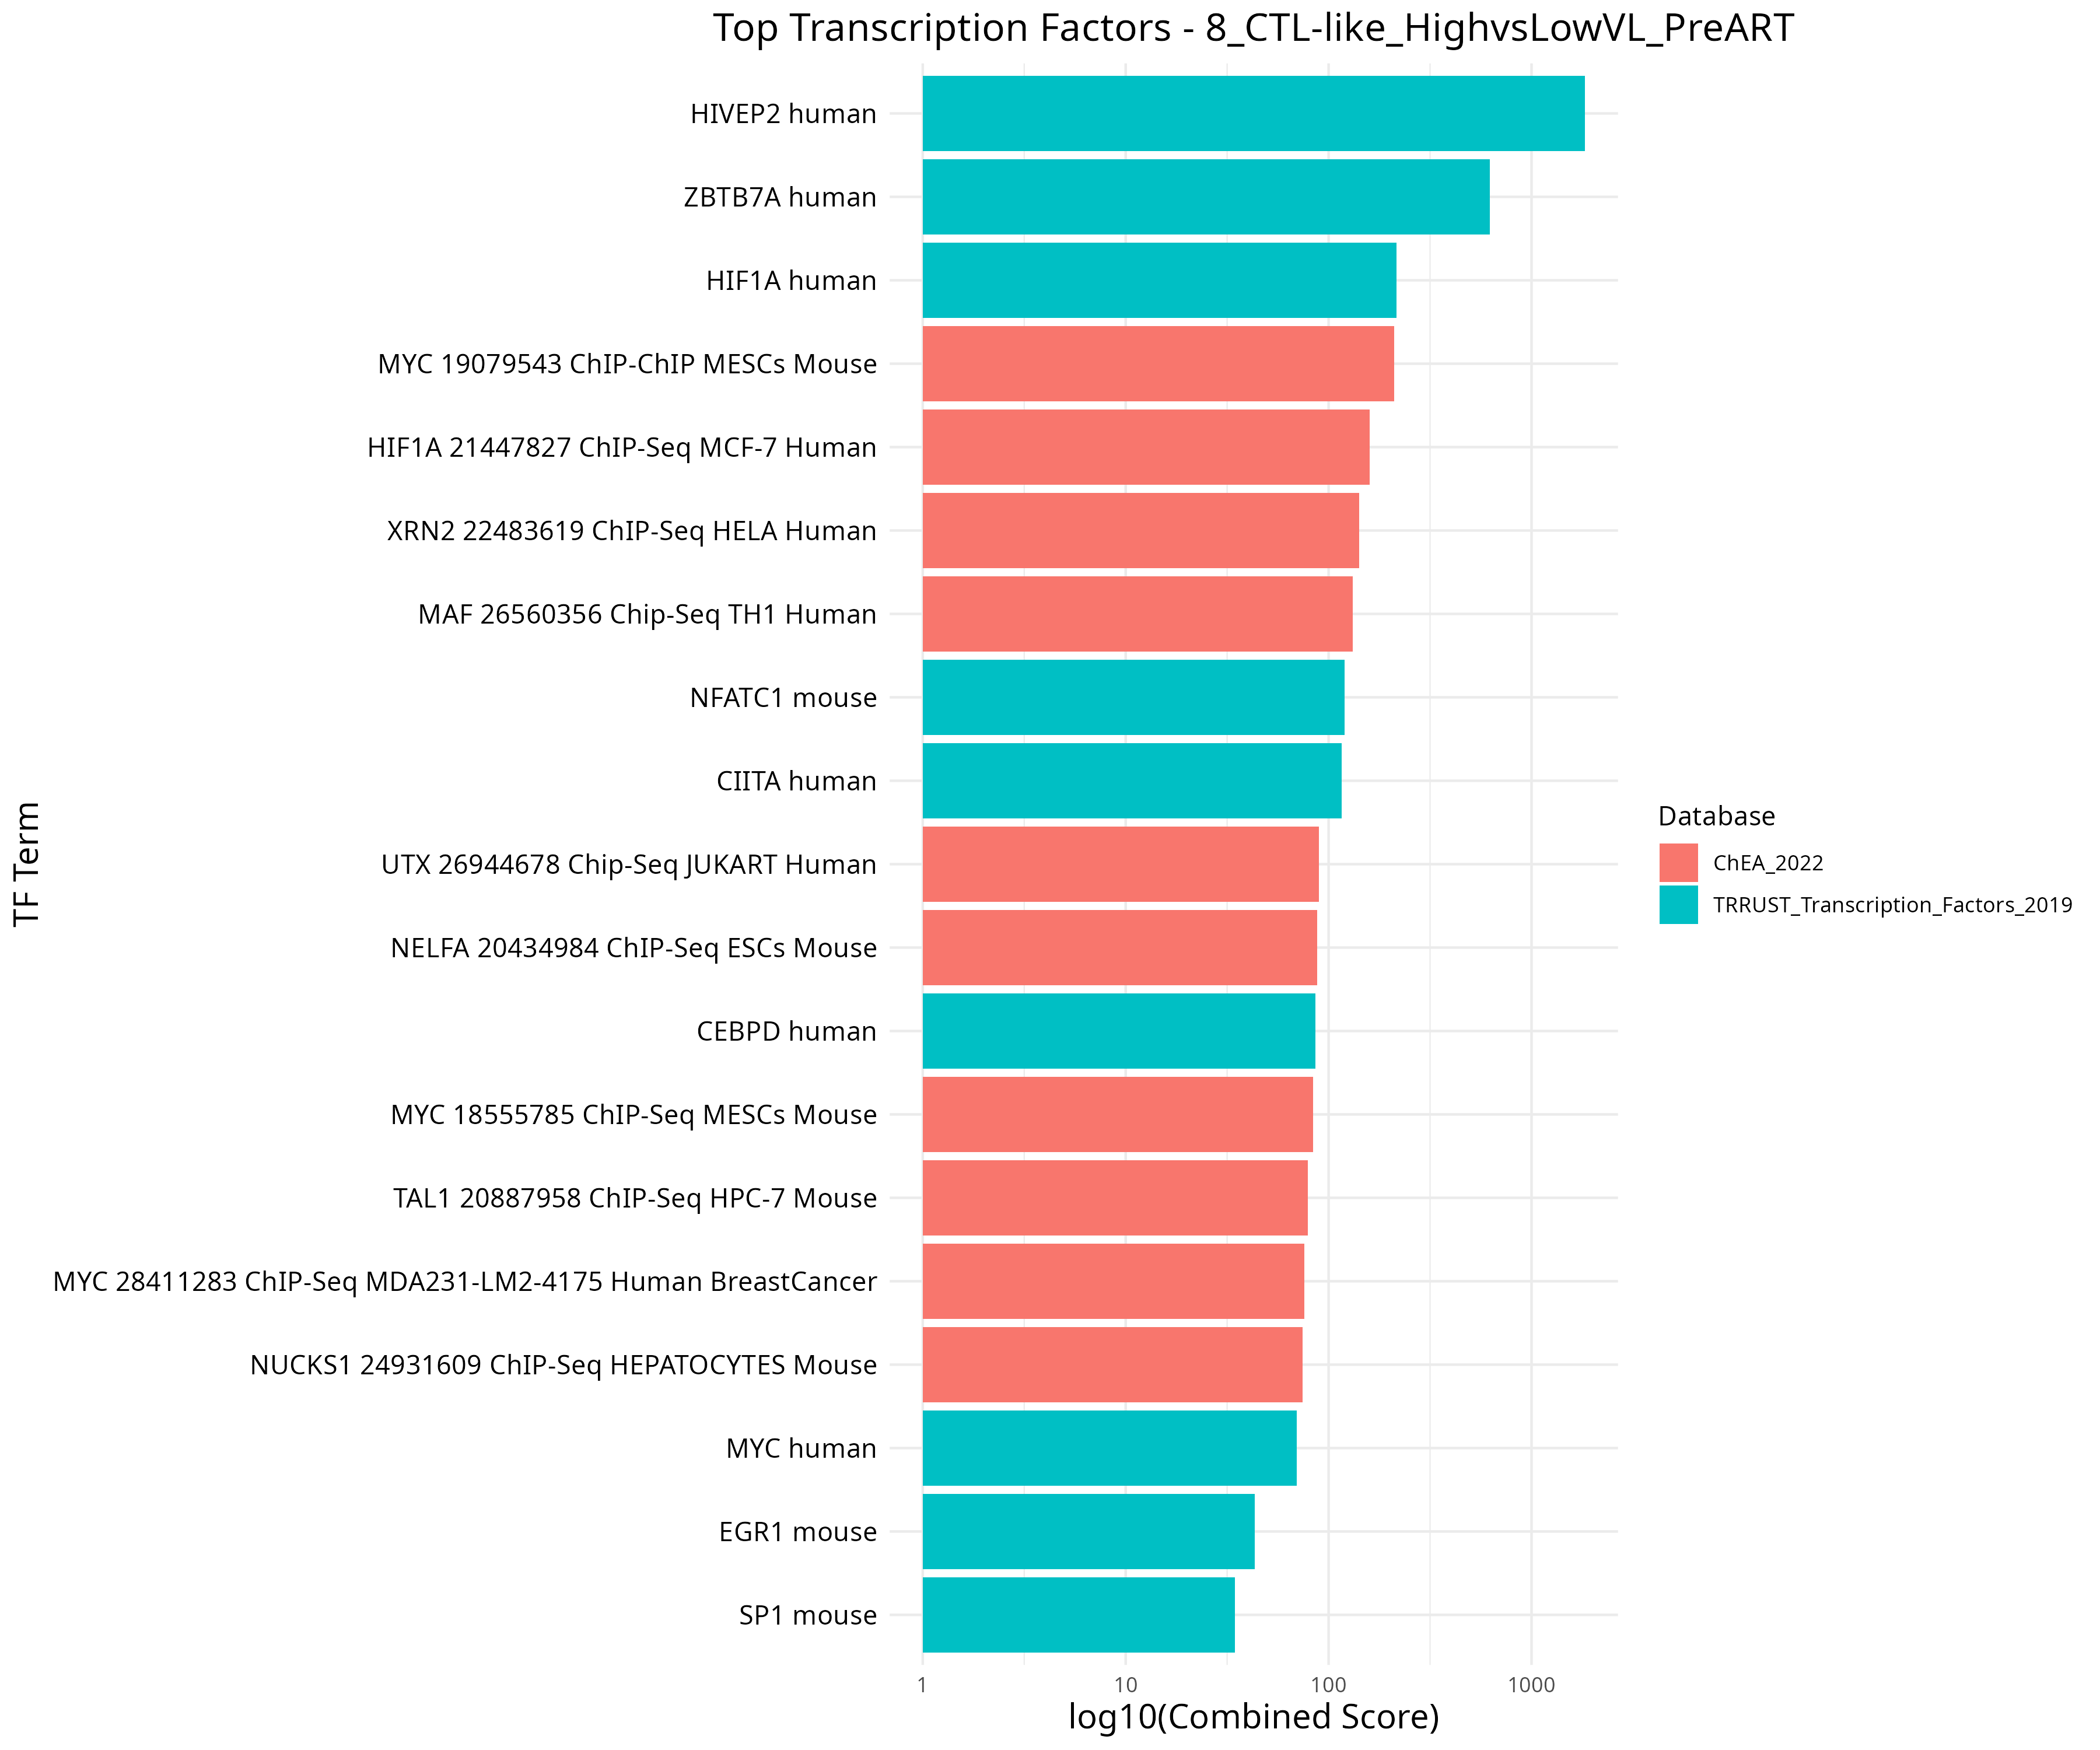 Top Transcription Factors - 8_CTL-like_HighvsLowVL_PreART
HIVEP2 human
ZBTB7A human
HIF1A human
MYC 19079543 ChIP-ChIP MESCs Mouse
HIF1A 21447827 ChIP-Seq MCF-7 Human
XRN2 22483619 ChIP-Seq HELA Human
MAF 26560356 Chip-Seq TH1 Human
NFATC1 mouse
CIITA human
UTX 26944678 Chip-Seq JUKART Human
NELFA 20434984 ChIP-Seq ESCs Mouse
CEBPD human
MYC 18555785 ChIP-Seq MESCs Mouse
TAL1 20887958 ChIP-Seq HPC-7 Mouse
MYC 28411283 ChIP-Seq MDA231-LM2-4175 Human BreastCancer
NUCKS1 24931609 ChIP-Seq HEPATOCYTES Mouse
MYC human
EGR1 mouse
SP1 mouse
TF Term
1 10 100 1000
log10(Combined Score)
Database
ChEA_2022
TRRUST_Transcription_Factors_2019